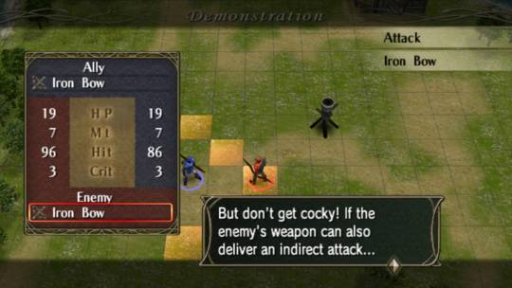 Demonstration
Attack
Iron Bow
Ally
Iron Bow
19 HP 19
7 Mt 7
96 Hit 86
3 Crit 3
Enemy
Iron Bow
But don't get cocky! If the
enemy's weapon can also
deliver an indirect attack...